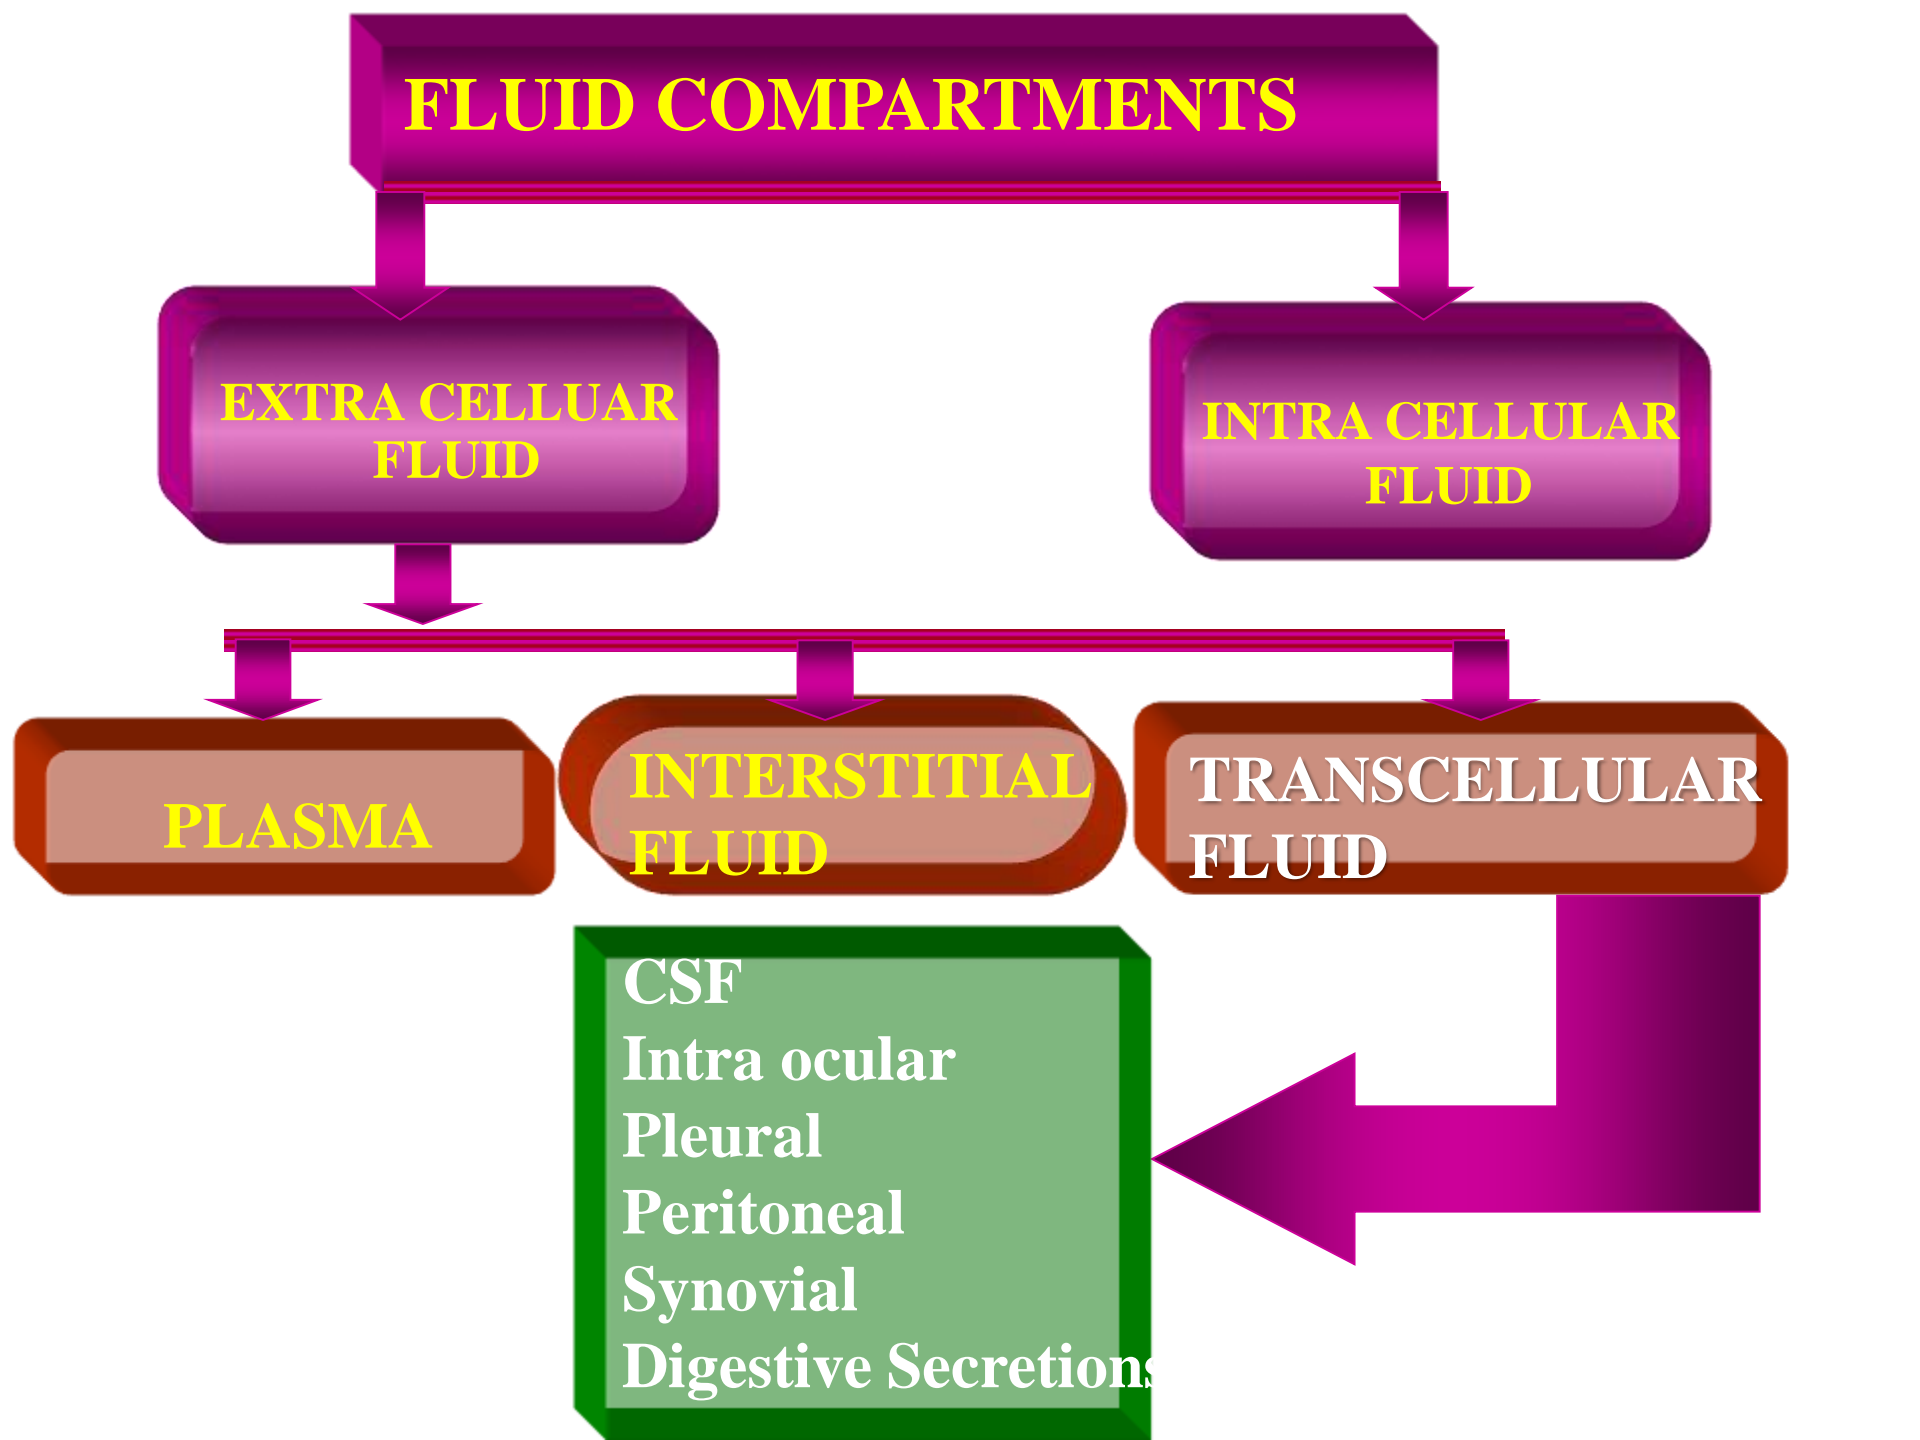 FLUID COMPARTMENTS
EXTRA CELLUAR
FLUID
INTRA CELLULAR
FLUID
PLASMA
INTERSTITIAL
FLUID
TRANSCELLULAR
FLUID
CSF
Intra ocular
Pleural
Peritoneal
Synovial
Digestive Secretions